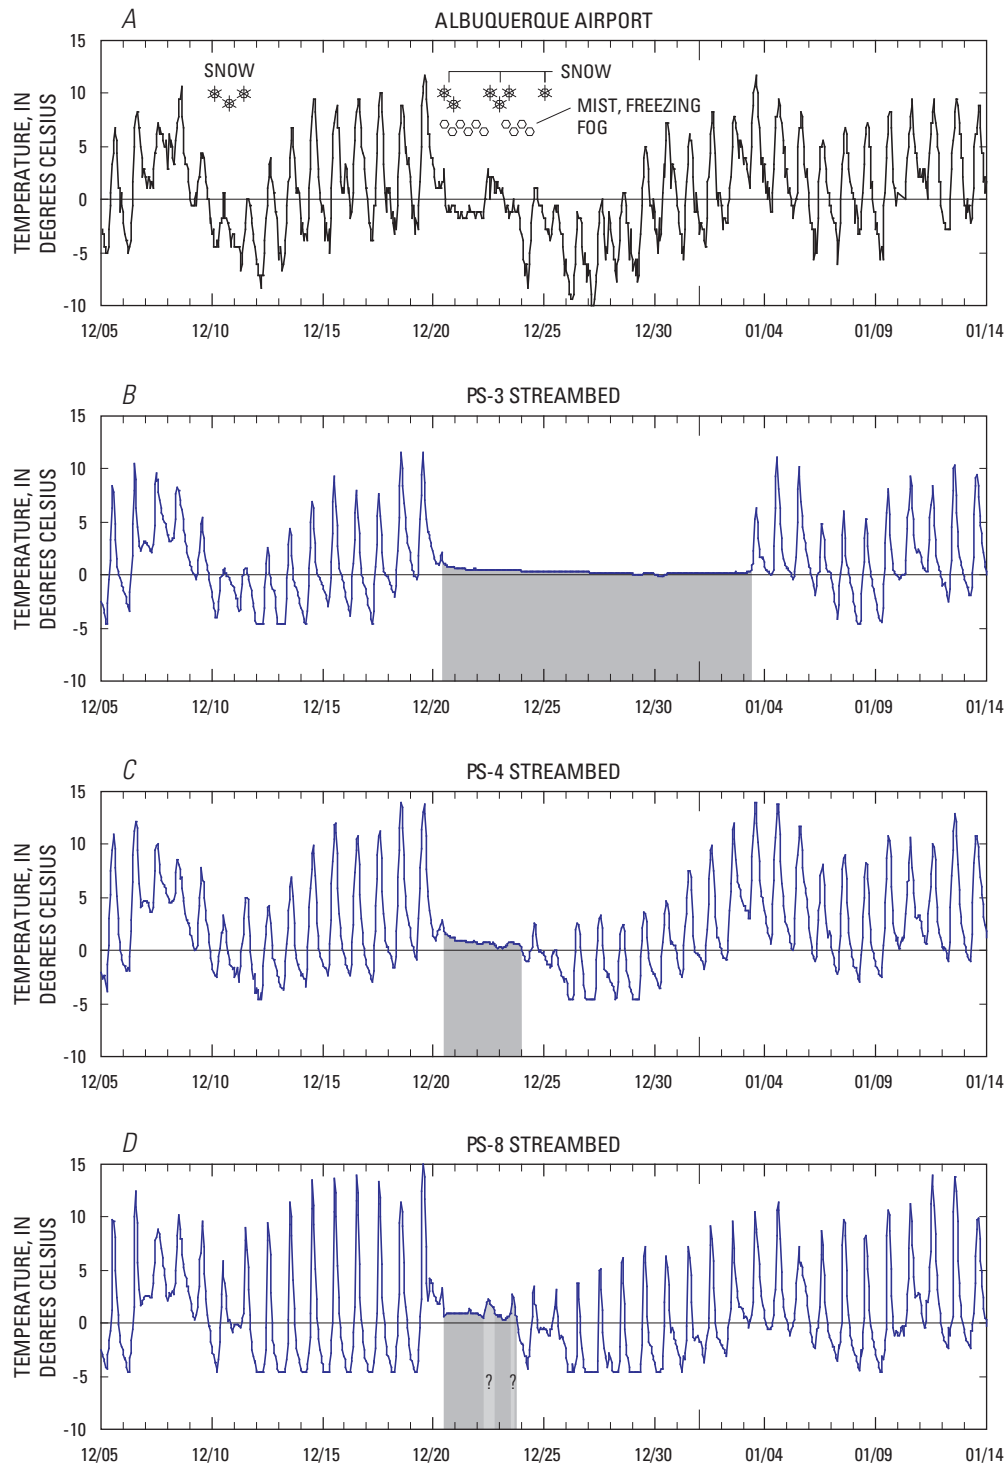 A
ALBUQUERQUE AIRPORT
TEMPERATURE, IN
DEGREES CELSIUS
15
10
5
0
-5
-10
SNOW
SNOW
MIST, FREEZING
FOG
12/05 12/10 12/15 12/20 12/25 12/30 01/04 01/09 01/14
B
PS-3 STREAMBED
TEMPERATURE, IN
DEGREES CELSIUS
15
10
5
0
-5
-10
12/05 12/10 12/15 12/20 12/25 12/30 01/04 01/09 01/14
C
PS-4 STREAMBED
TEMPERATURE, IN
DEGREES CELSIUS
15
10
5
0
-5
-10
12/05 12/10 12/15 12/20 12/25 12/30 01/04 01/09 01/14
D
PS-8 STREAMBED
TEMPERATURE, IN
DEGREES CELSIUS
15
10
5
0
-5
-10
? ?
12/05 12/10 12/15 12/20 12/25 12/30 01/04 01/09 01/14